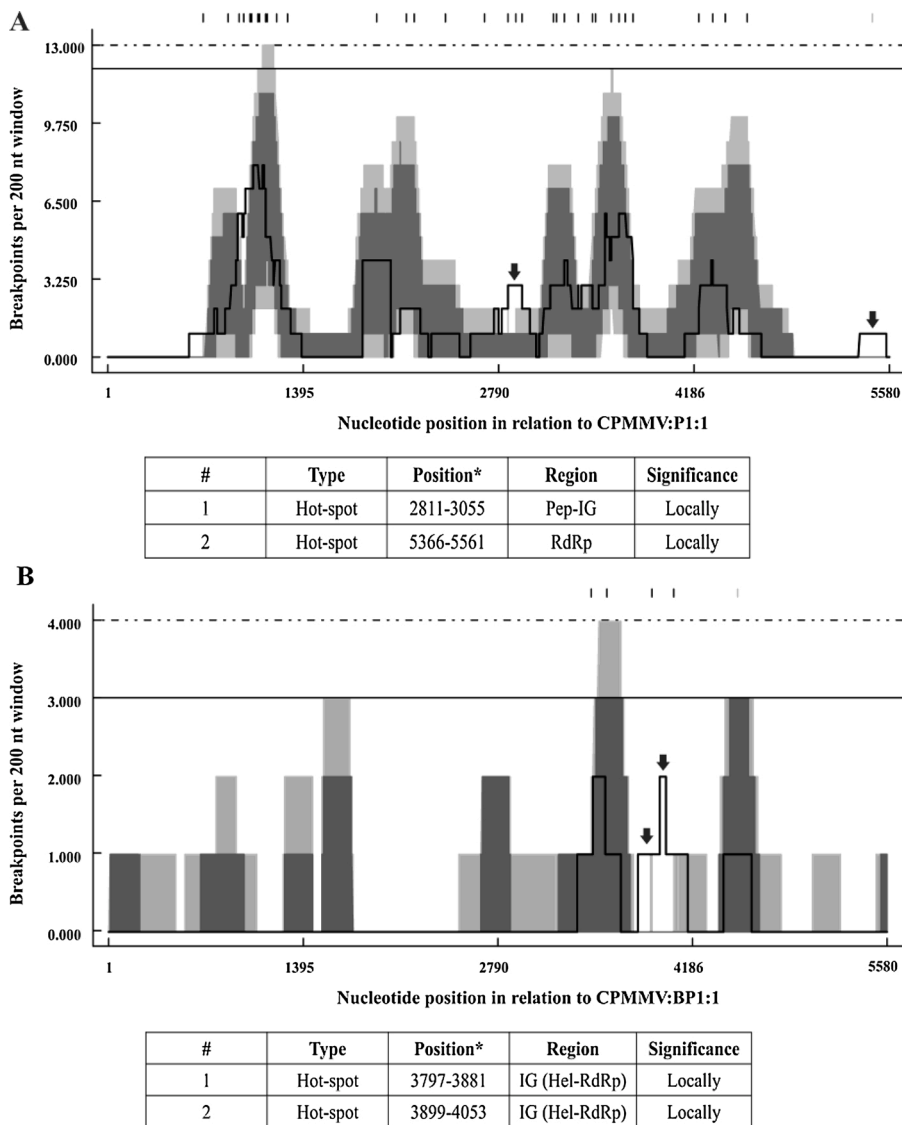 A
13.000
9.750
6.500
3.250
0.000
Breakpoints per 200 nt window
1 1395 2790 4186 5580
Nucleotide position in relation to CPMMV:P1:1
# Type Position* Region Significance
1 Hot-spot 2811-3055 Pep-IG Locally
2 Hot-spot 5366-5561 RdRp Locally
B
4.000
3.000
2.000
1.000
0.000
Breakpoints per 200 nt window
1 1395 2790 4186 5580
Nucleotide position in relation to CPMMV:BP1:1
# Type Position* Region Significance
1 Hot-spot 3797-3881 IG (Hel-RdRp) Locally
2 Hot-spot 3899-4053 IG (Hel-RdRp) Locally